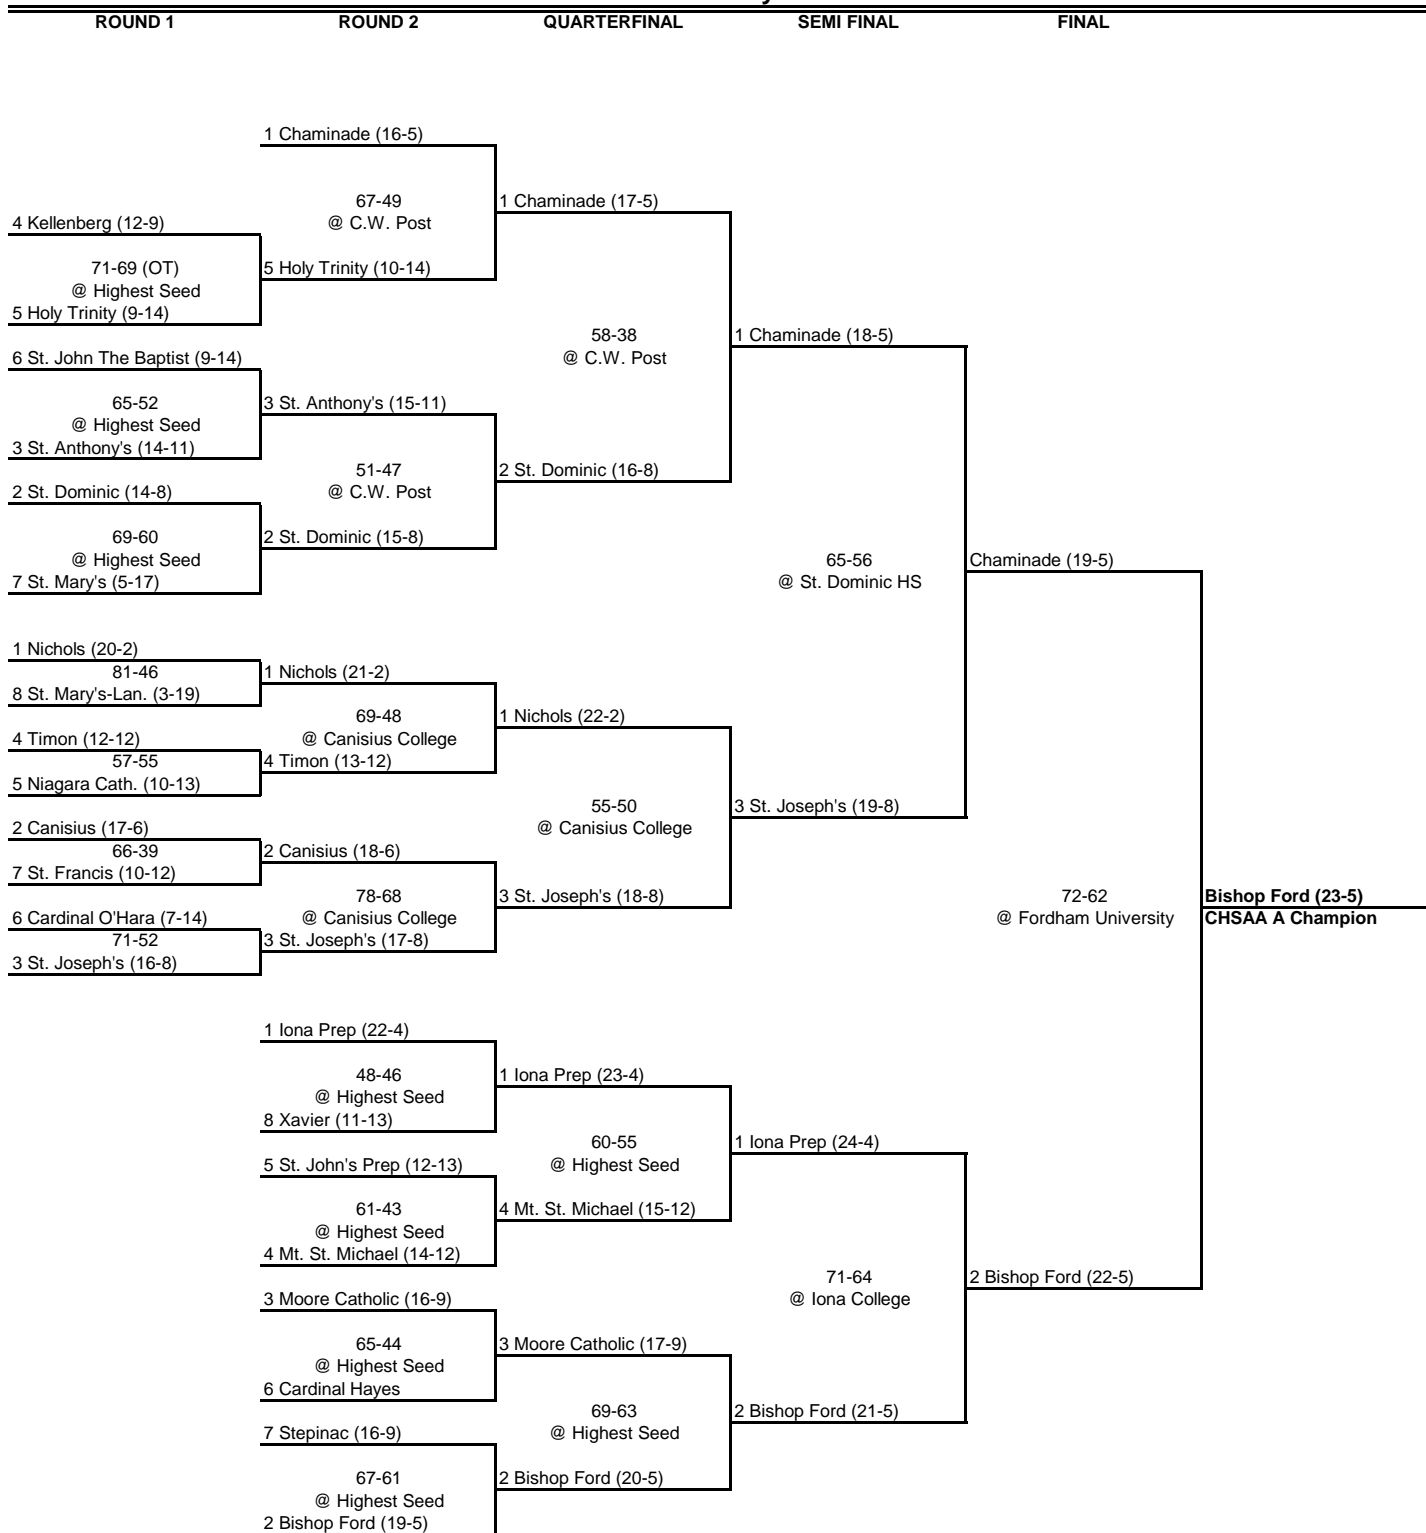 ROUND 1 ROUND 2 QUARTERFINAL SEMI FINAL FINAL
1 Chaminade (16-5)
67-49
@ C.W. Post
1 Chaminade (17-5)
4 Kellenberg (12-9)
71-69 (OT)
@ Highest Seed
5 Holy Trinity (9-14)
5 Holy Trinity (10-14)
58-38
@ C.W. Post
1 Chaminade (18-5)
6 St. John The Baptist (9-14)
65-52
@ Highest Seed
3 St. Anthony's (14-11)
3 St. Anthony's (15-11)
51-47
@ C.W. Post
2 St. Dominic (16-8)
2 St. Dominic (14-8)
69-60
@ Highest Seed
7 St. Mary's (5-17)
2 St. Dominic (15-8)
65-56
@ St. Dominic HS
Chaminade (19-5)
1 Nichols (20-2)
81-46
8 St. Mary's-Lan. (3-19)
1 Nichols (21-2)
69-48
@ Canisius College
1 Nichols (22-2)
4 Timon (12-12)
57-55
5 Niagara Cath. (10-13)
4 Timon (13-12)
55-50
@ Canisius College
3 St. Joseph's (19-8)
2 Canisius (17-6)
66-39
7 St. Francis (10-12)
2 Canisius (18-6)
78-68
@ Canisius College
3 St. Joseph's (18-8)
6 Cardinal O'Hara (7-14)
71-52
3 St. Joseph's (16-8)
3 St. Joseph's (17-8)
72-62
@ Fordham University
Bishop Ford (23-5)
CHSAA A Champion
1 Iona Prep (22-4)
48-46
@ Highest Seed
8 Xavier (11-13)
1 Iona Prep (23-4)
60-55
@ Highest Seed
1 Iona Prep (24-4)
5 St. John's Prep (12-13)
61-43
@ Highest Seed
4 Mt. St. Michael (14-12)
4 Mt. St. Michael (15-12)
71-64
@ Iona College
2 Bishop Ford (22-5)
3 Moore Catholic (16-9)
65-44
@ Highest Seed
6 Cardinal Hayes
3 Moore Catholic (17-9)
69-63
@ Highest Seed
2 Bishop Ford (21-5)
7 Stepinac (16-9)
67-61
@ Highest Seed
2 Bishop Ford (19-5)
2 Bishop Ford (20-5)